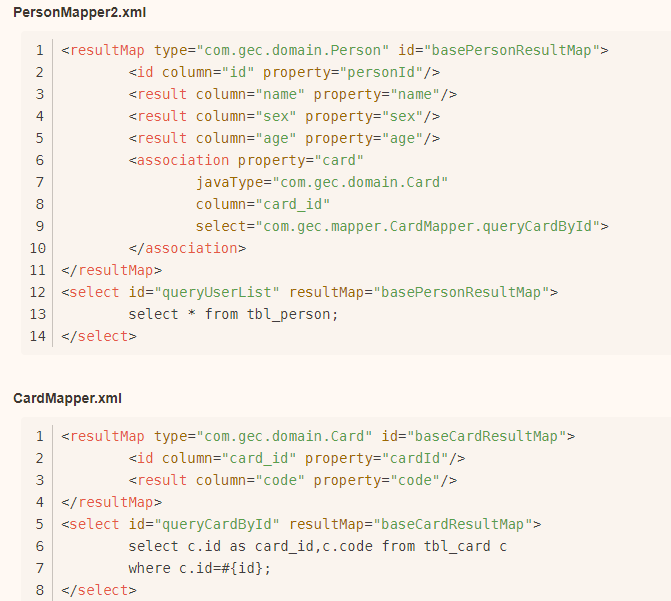 PersonMapper2.xml
1 <resultMap type="com.gec.domain.Person" id="basePersonResultMap">
2 <id column="id" property="personId"/>
3 <result column="name" property="name"/>
4 <result column="sex" property="sex"/>
5 <result column="age" property="age"/>
6 <association property="card"
7 javaType="com.gec.domain.Card"
8 column="card_id"
9 select="com.gec.mapper.CardMapper.queryCardById">
10 </association>
11 </resultMap>
12 <select id="queryUserList" resultMap="basePersonResultMap">
13 select * from tbl_person;
14 </select>
CardMapper.xml
1 <resultMap type="com.gec.domain.Card" id="baseCardResultMap">
2 <id column="card_id" property="cardId"/>
3 <result column="code" property="code"/>
4 </resultMap>
5 <select id="queryCardById" resultMap="baseCardResultMap">
6 select c.id as card_id,c.code from tbl_card c
7 where c.id=#{id};
8 </select>